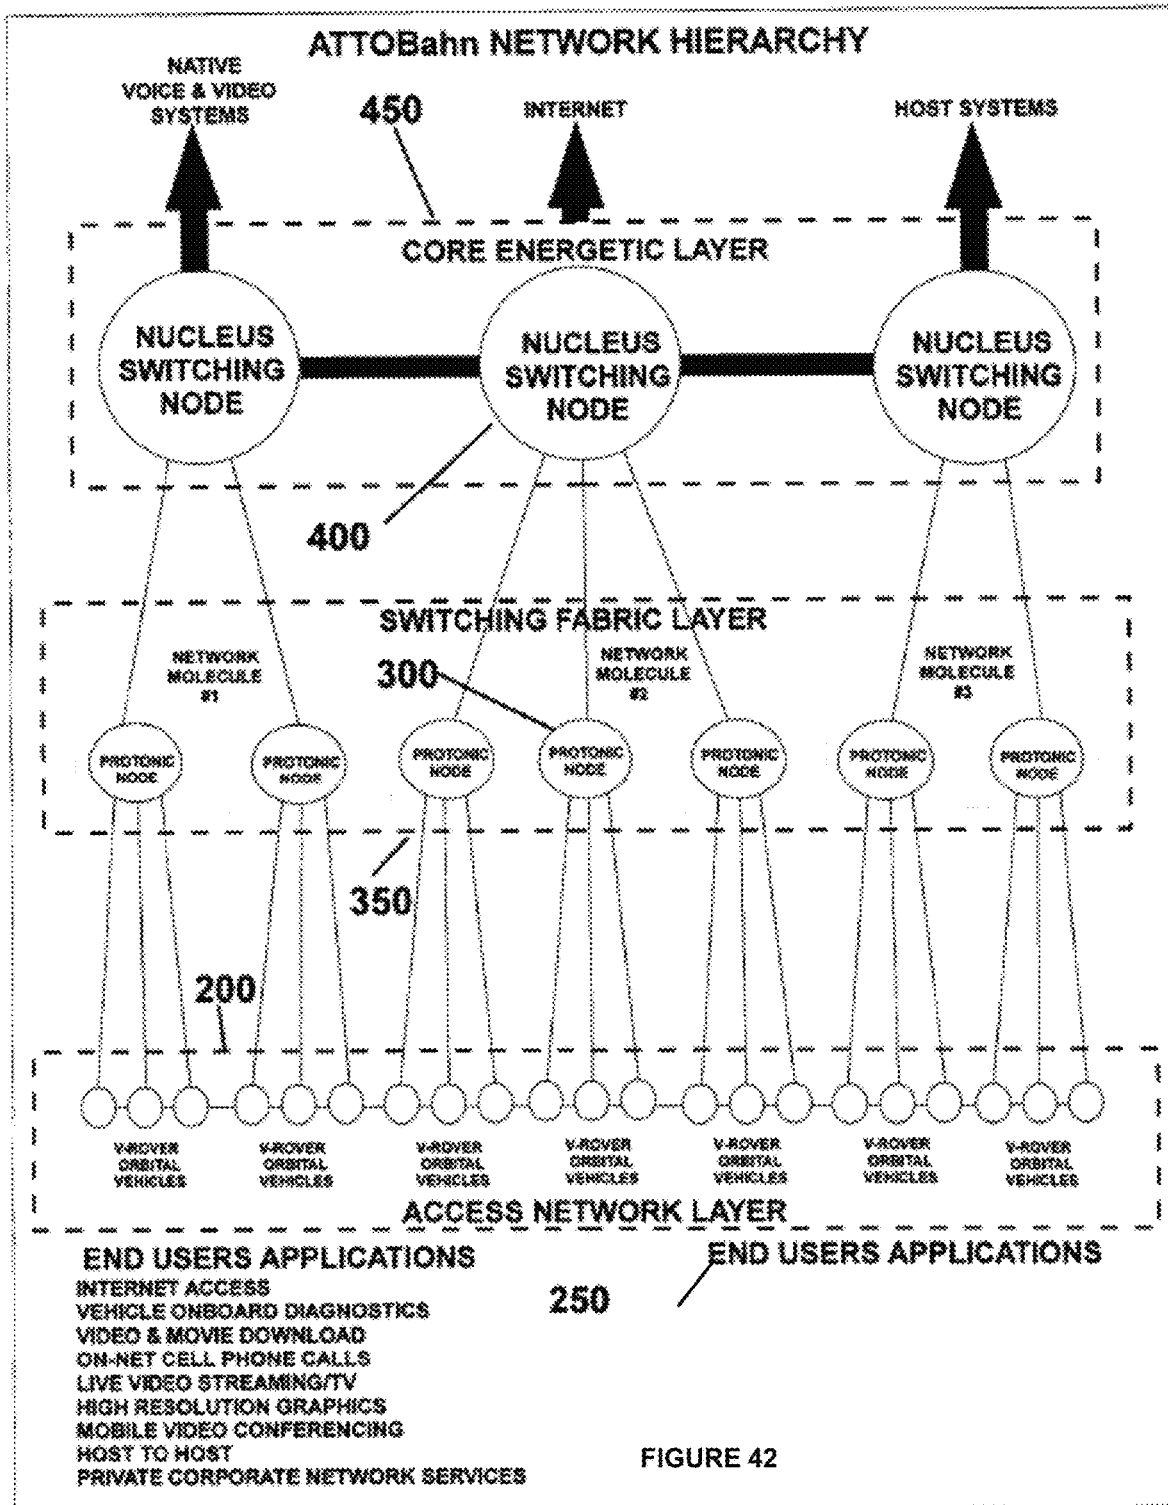 ATTOBahn NETWORK HIERARCHY
NATIVE
VOICE & VIDEO
SYSTEMS
450
INTERNET
HOST SYSTEMS
CORE ENERGETIC LAYER
NUCLEUS
SWITCHING
NODE
NUCLEUS
SWITCHING
NODE
NUCLEUS
SWITCHING
NODE
400
SWITCHING FABRIC LAYER
NETWORK
MOLECULE
#1
300
NETWORK
MOLECULE
#2
NETWORK
MOLECULE
#3
PROTONIC
NODE
PROTONIC
NODE
PROTONIC
NODE
PROTONIC
NODE
PROTONIC
NODE
PROTONIC
NODE
PROTONIC
NODE
350
200
V-ROVER
ORBITAL
VEHICLES
V-ROVER
ORBITAL
VEHICLES
V-ROVER
ORBITAL
VEHICLES
V-ROVER
ORBITAL
VEHICLES
V-ROVER
ORBITAL
VEHICLES
V-ROVER
ORBITAL
VEHICLES
V-ROVER
ORBITAL
VEHICLES
ACCESS NETWORK LAYER
END USERS APPLICATIONS
INTERNET ACCESS
VEHICLE ONBOARD DIAGNOSTICS
VIDEO & MOVIE DOWNLOAD
ON-NET CELL PHONE CALLS
LIVE VIDEO STREAMING/TV
HIGH RESOLUTION GRAPHICS
MOBILE VIDEO CONFERENCING
HOST TO HOST
PRIVATE CORPORATE NETWORK SERVICES
END USERS APPLICATIONS
250
FIGURE 42